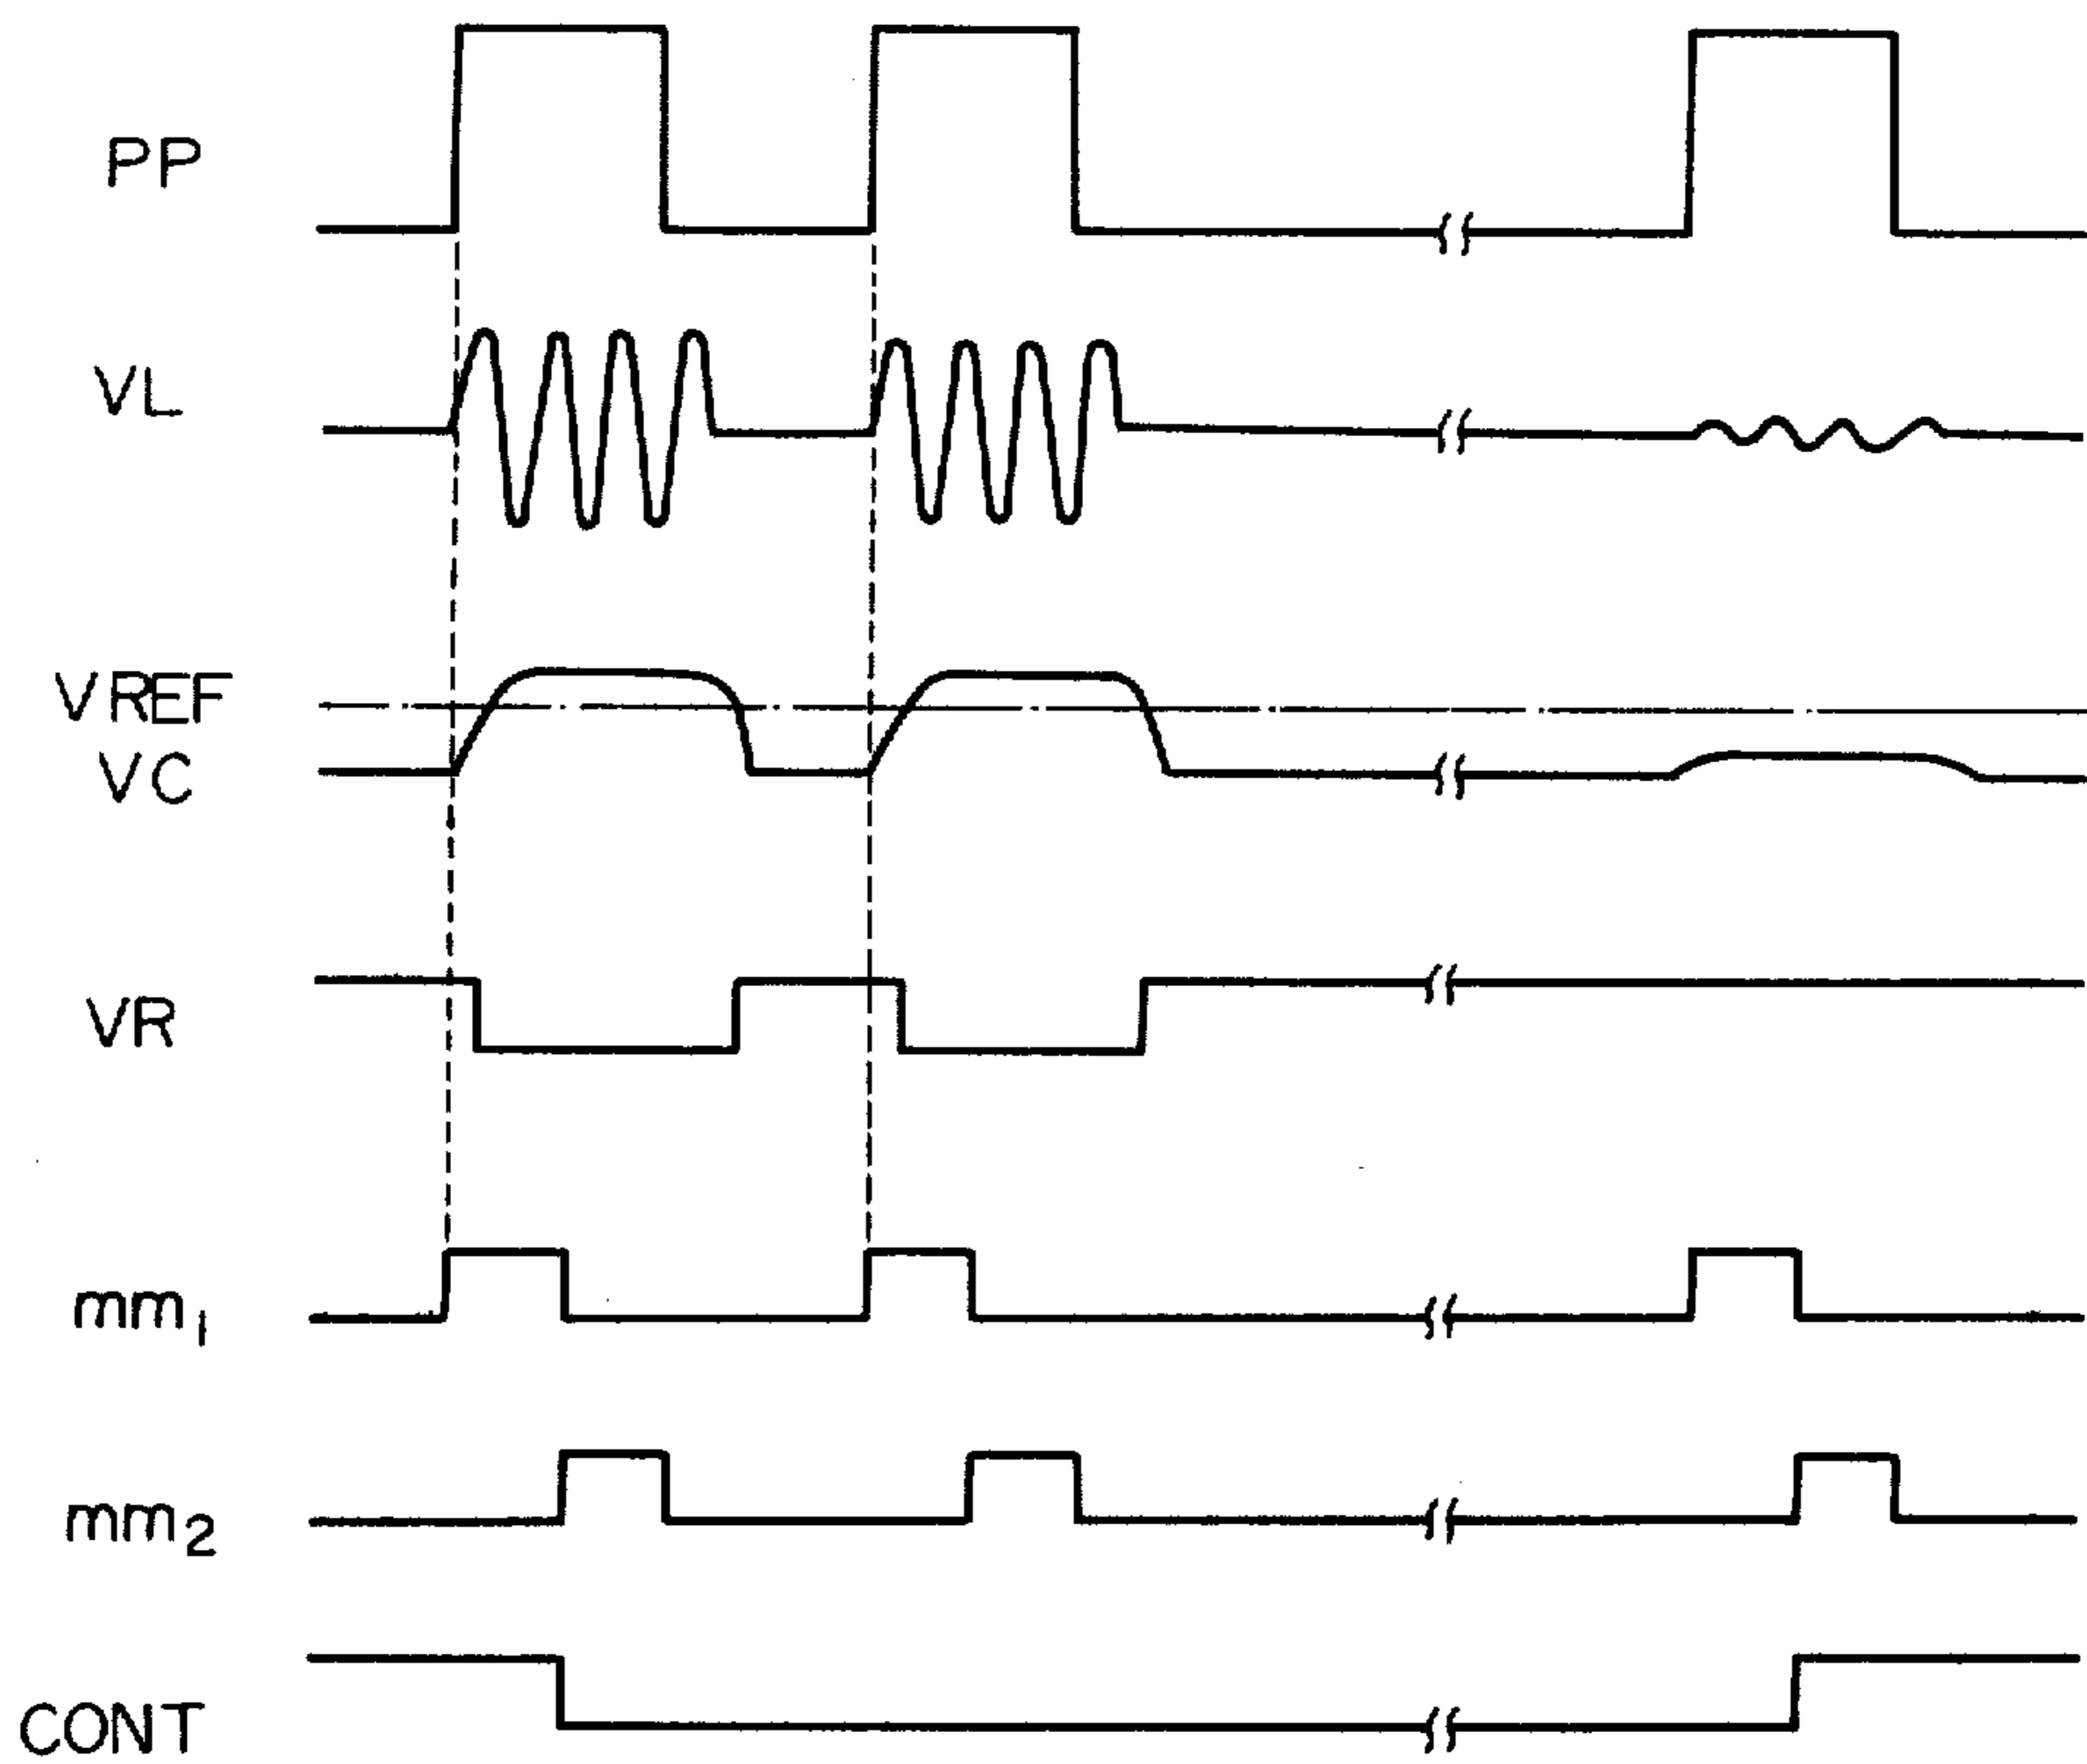 PP
VL
VREF
VC
VR
mm1
mm2
CONT